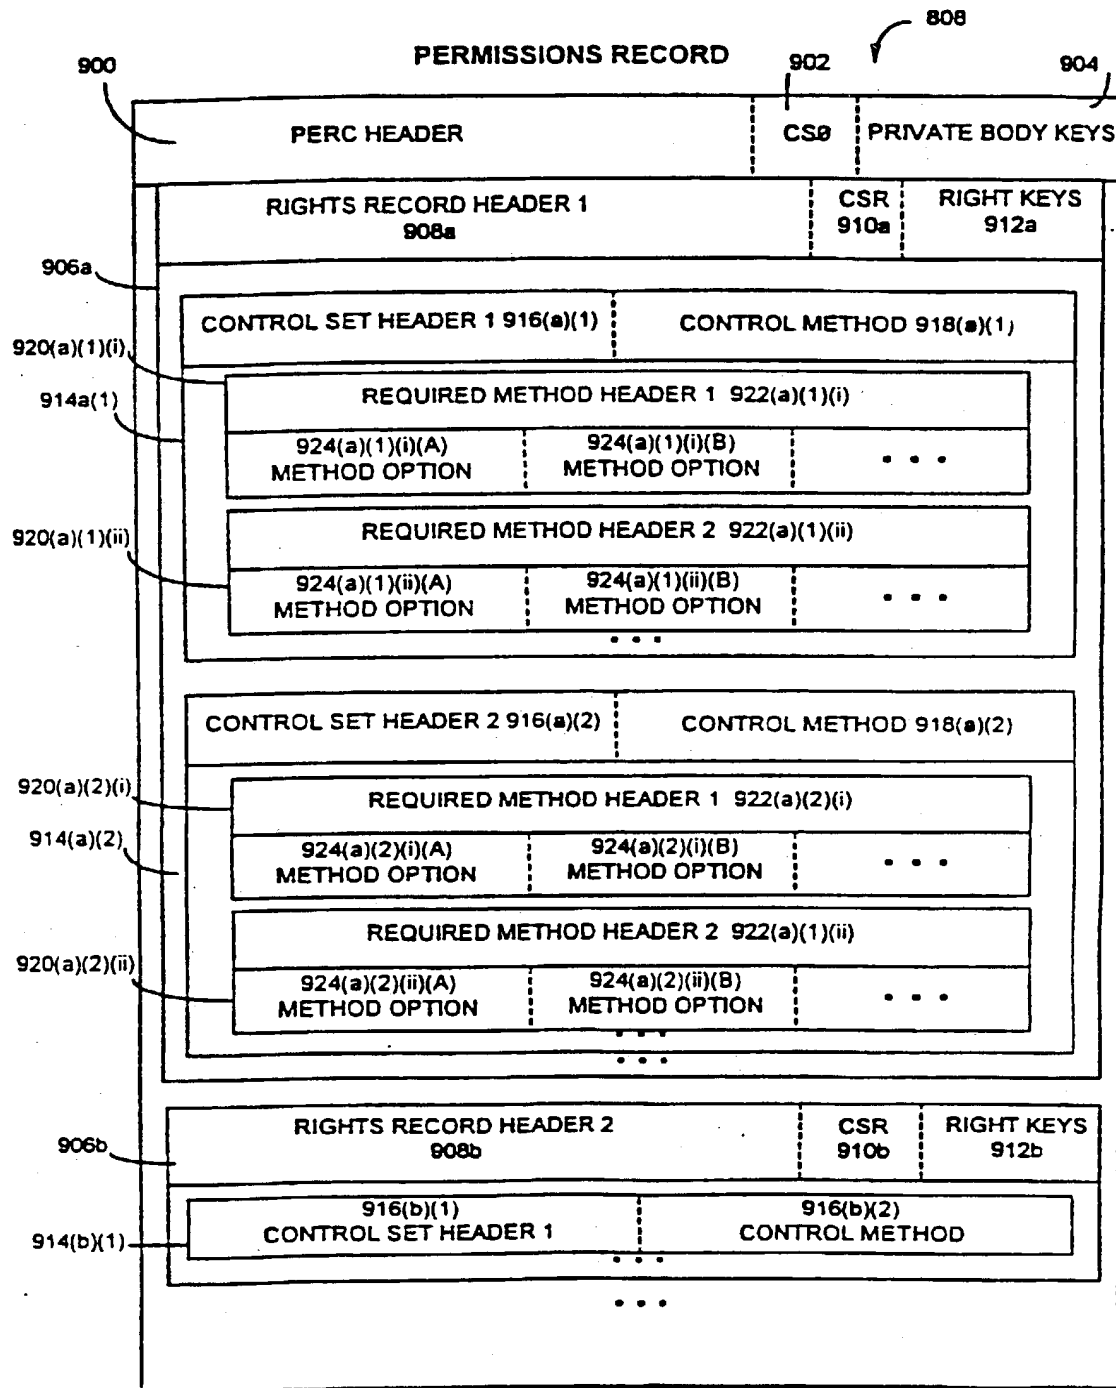 808
PERMISSIONS RECORD
900
902
904
PERC HEADER
CS0
PRIVATE BODY KEYS
RIGHTS RECORD HEADER 1
908a
CSR
910a
RIGHT KEYS
912a
906a
CONTROL SET HEADER 1 916(a)(1)
CONTROL METHOD 918(a)(1)
920(a)(1)(i)
914a(1)
REQUIRED METHOD HEADER 1 922(a)(1)(i)
924(a)(1)(i)(A)
METHOD OPTION
924(a)(1)(i)(B)
METHOD OPTION
• • •
920(a)(1)(ii)
REQUIRED METHOD HEADER 2 922(a)(1)(ii)
924(a)(1)(ii)(A)
METHOD OPTION
924(a)(1)(ii)(B)
METHOD OPTION
• • •
• • •
CONTROL SET HEADER 2 916(a)(2)
CONTROL METHOD 918(a)(2)
920(a)(2)(i)
914(a)(2)
REQUIRED METHOD HEADER 1 922(a)(2)(i)
924(a)(2)(i)(A)
METHOD OPTION
924(a)(2)(i)(B)
METHOD OPTION
• • •
920(a)(2)(ii)
REQUIRED METHOD HEADER 2 922(a)(1)(ii)
924(a)(2)(ii)(A)
METHOD OPTION
924(a)(2)(ii)(B)
METHOD OPTION
• • •
• • •
• • •
906b
RIGHTS RECORD HEADER 2
908b
CSR
910b
RIGHT KEYS
912b
914(b)(1)
916(b)(1)
CONTROL SET HEADER 1
916(b)(2)
CONTROL METHOD
• • •
• • •